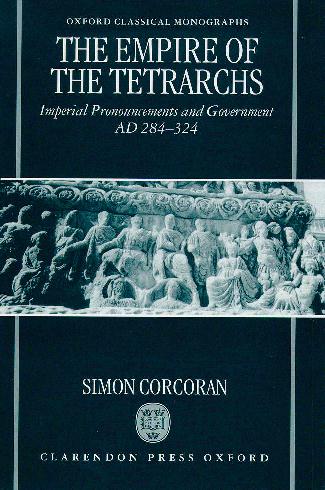 OXFORD CLASSICAL MONOGRAPHS
THE EMPIRE OF
THE TETRARCHS
Imperial Pronouncements and Government
AD 284–324
SIMON CORCORAN
CLARENDON PRESS OXFORD